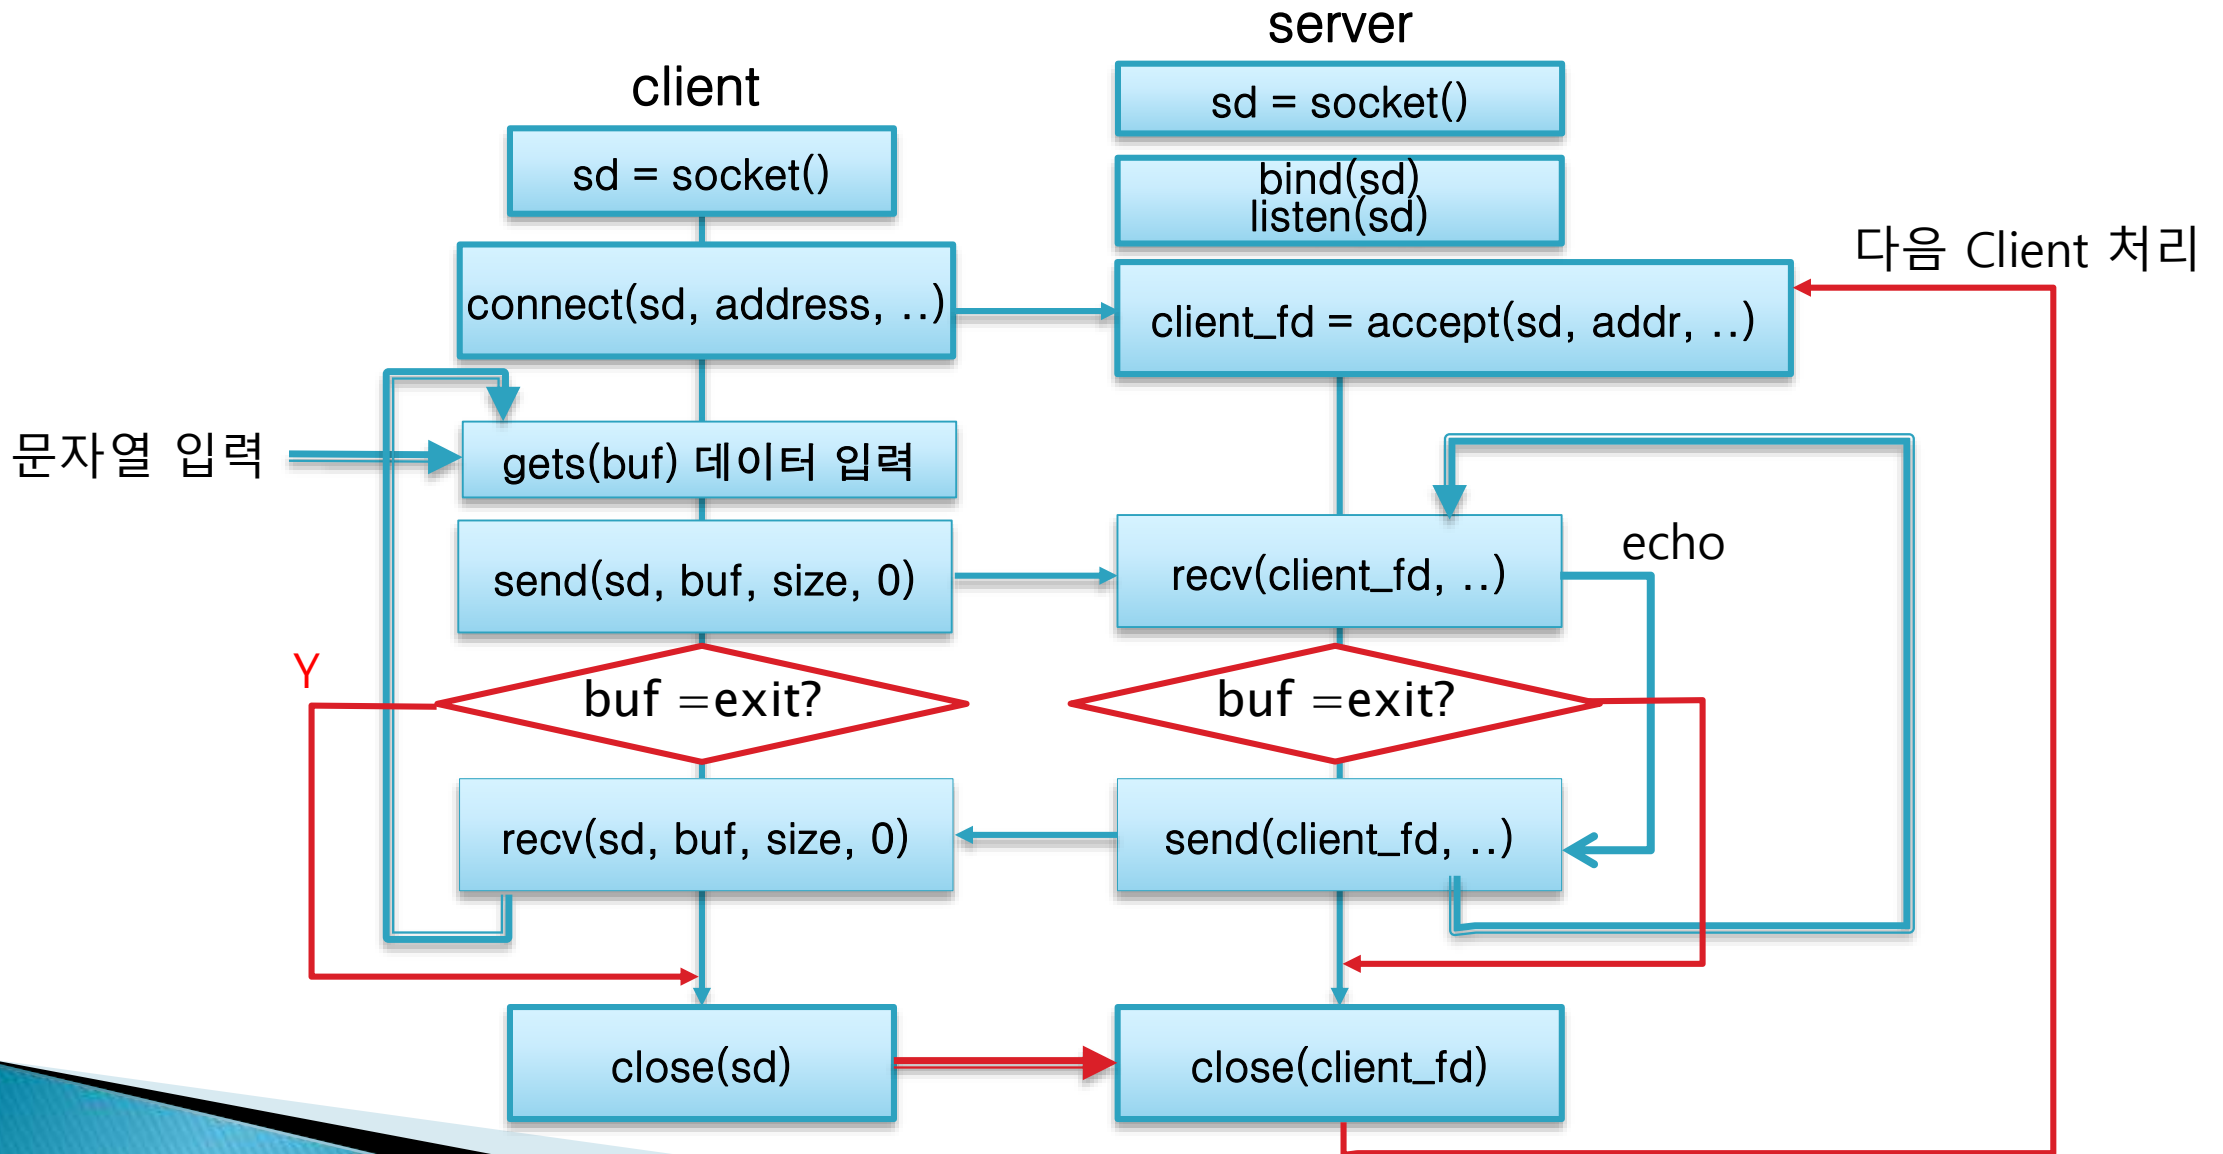 server
client
sd = socket()
sd = socket()
bind(sd)
listen(sd)
다음 Client 처리
connect(sd, address, ..)
client_fd = accept(sd, addr, ..)
문자열 입력
gets(buf) 데이터 입력
echo
send(sd, buf, size, 0)
recv(client_fd, ..)
Y
buf =exit?
buf =exit?
recv(sd, buf, size, 0)
send(client_fd, ..)
close(sd)
close(client_fd)